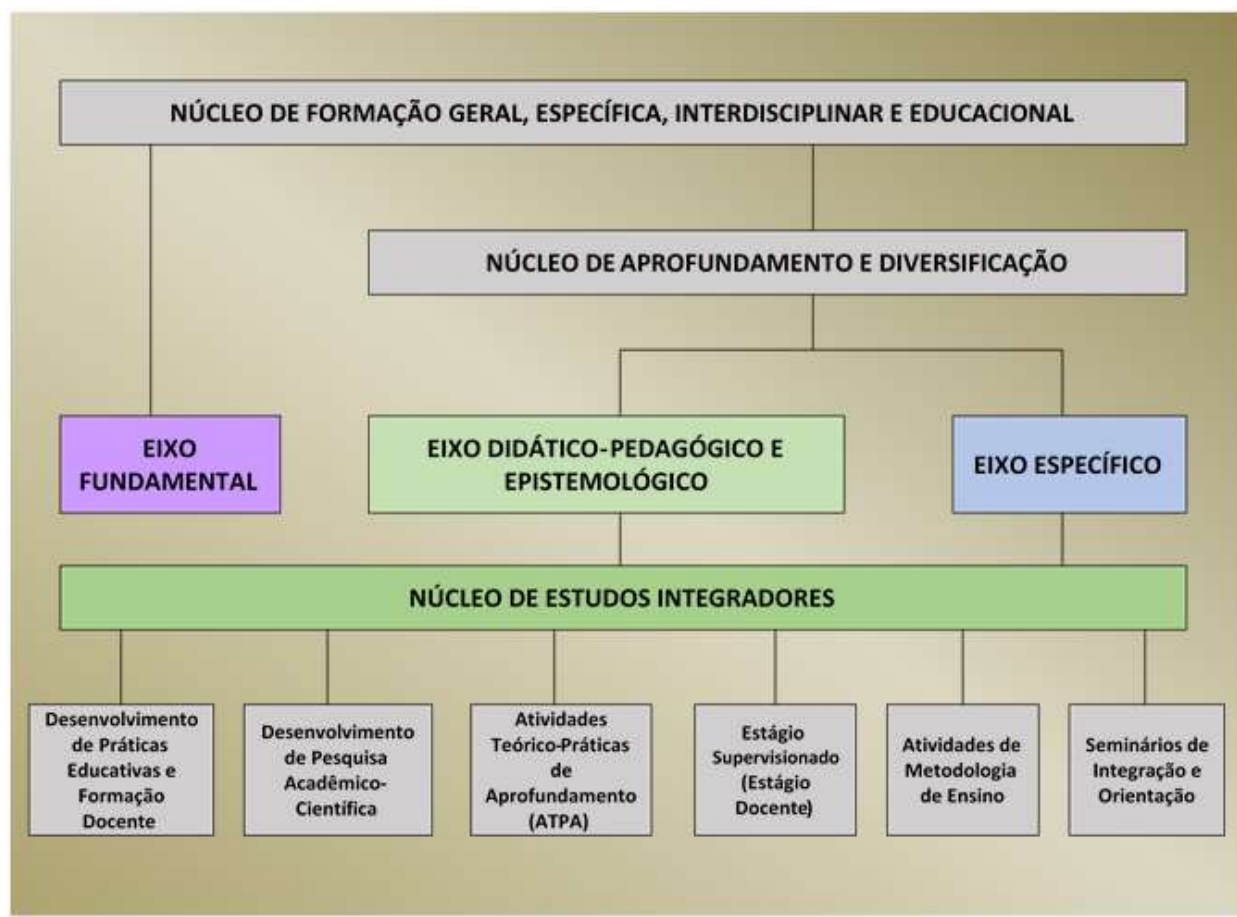 NÚCLEO DE FORMAÇÃO GERAL, ESPECÍFICA, INTERDISCIPLINAR E EDUCACIONAL
NÚCLEO DE APROFUNDAMENTO E DIVERSIFICAÇÃO
EIXO
FUNDAMENTAL
EIXO DIDÁTICO-PEDAGÓGICO E
EPISTEMOLÓGICO
EIXO ESPECÍFICO
NÚCLEO DE ESTUDOS INTEGRADORES
Desenvolvimento
de Práticas
Educativas e
Formação
Docente
Desenvolvimento
de Pesquisa
Acadêmico-
Científica
Atividades
Teórico-Práticas
de
Aprofundamento
(ATPA)
Estágio
Supervisionado
(Estágio
Docente)
Atividades de
Metodologia
de Ensino
Seminários de
Integração e
Orientação